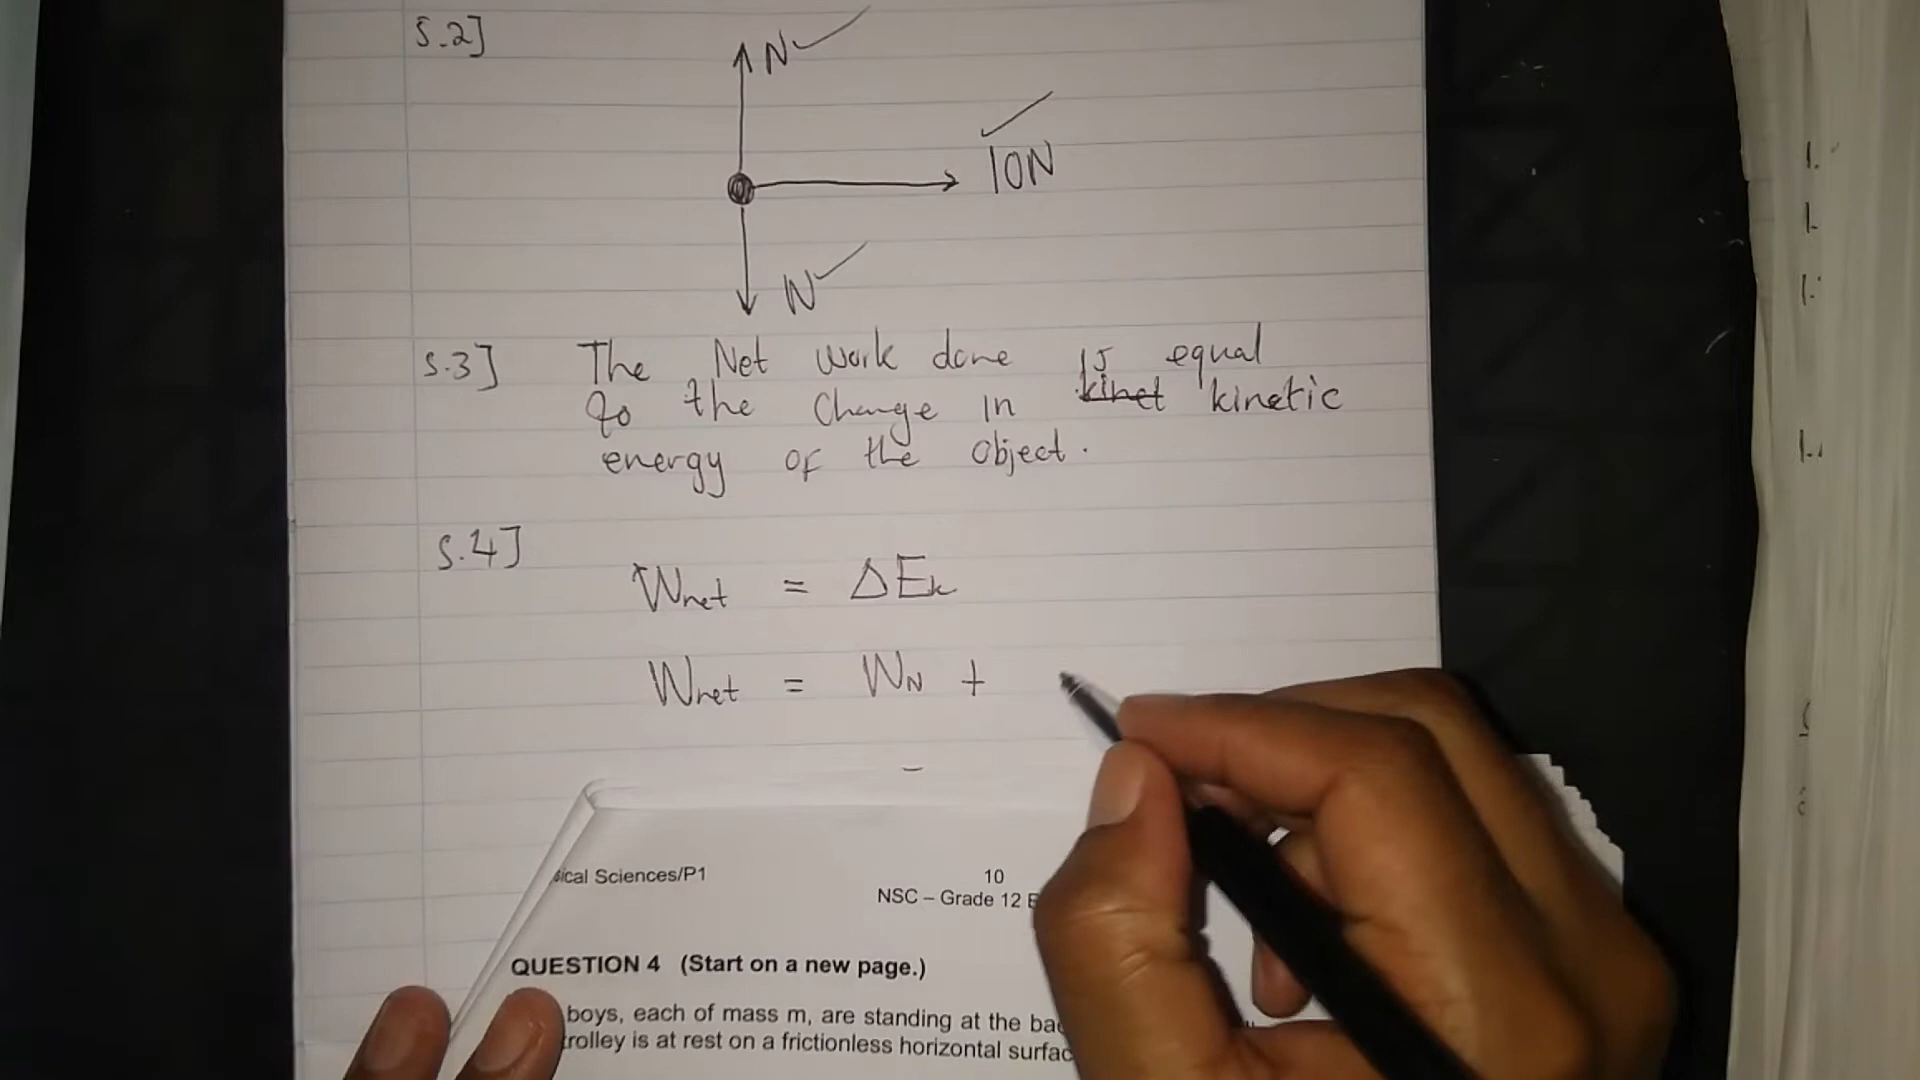 5.2]
N
10N
W
5.3] The Net work done is equal
to the change in kinet kinetic
energy of the object.
5.4]
Wnet = ΔEk
Wnet = WN +
ical Sciences/P1
10
NSC – Grade 12 E
QUESTION 4 (Start on a new page.)
boys, each of mass m, are standing at the ba
trolley is at rest on a frictionless horizontal surfac